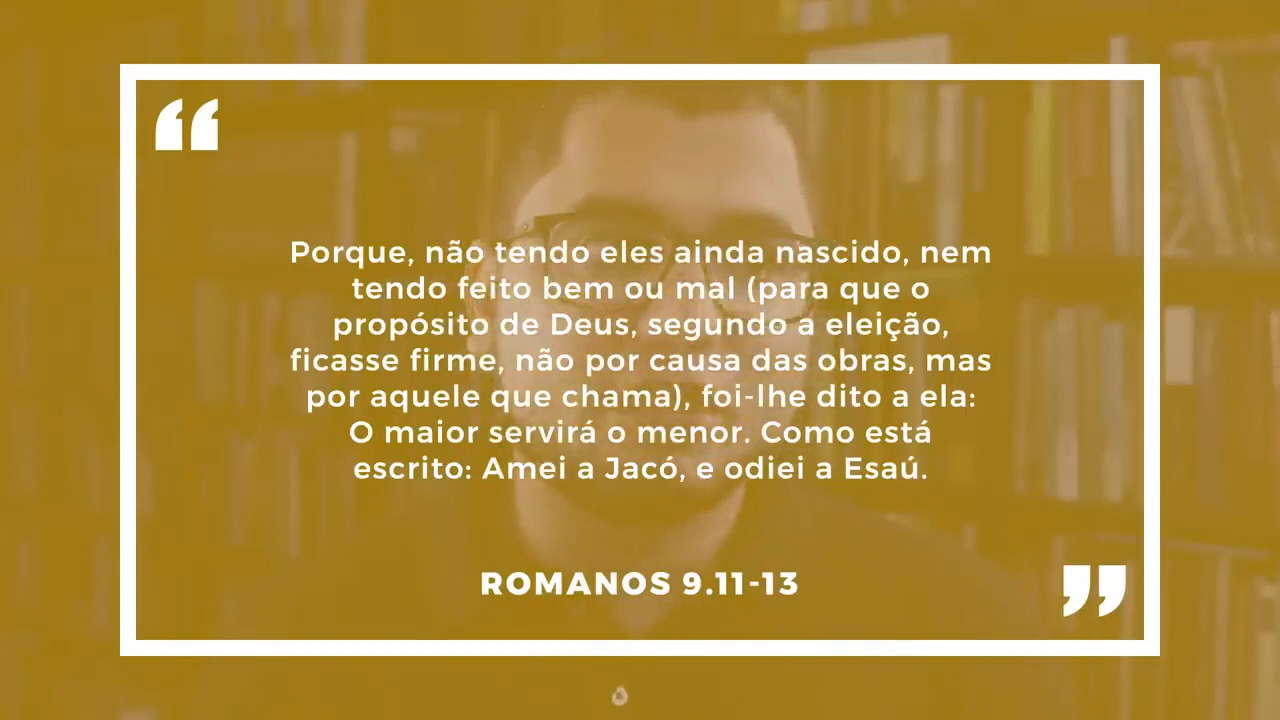 “
Porque, não tendo eles ainda nascido, nem
tendo feito bem ou mal (para que o
propósito de Deus, segundo a eleição,
ficasse firme, não por causa das obras, mas
por aquele que chama), foi-lhe dito a ela:
O maior servirá o menor. Como está
escrito: Amei a Jacó, e odiei a Esaú.
ROMANOS 9.11-13
”